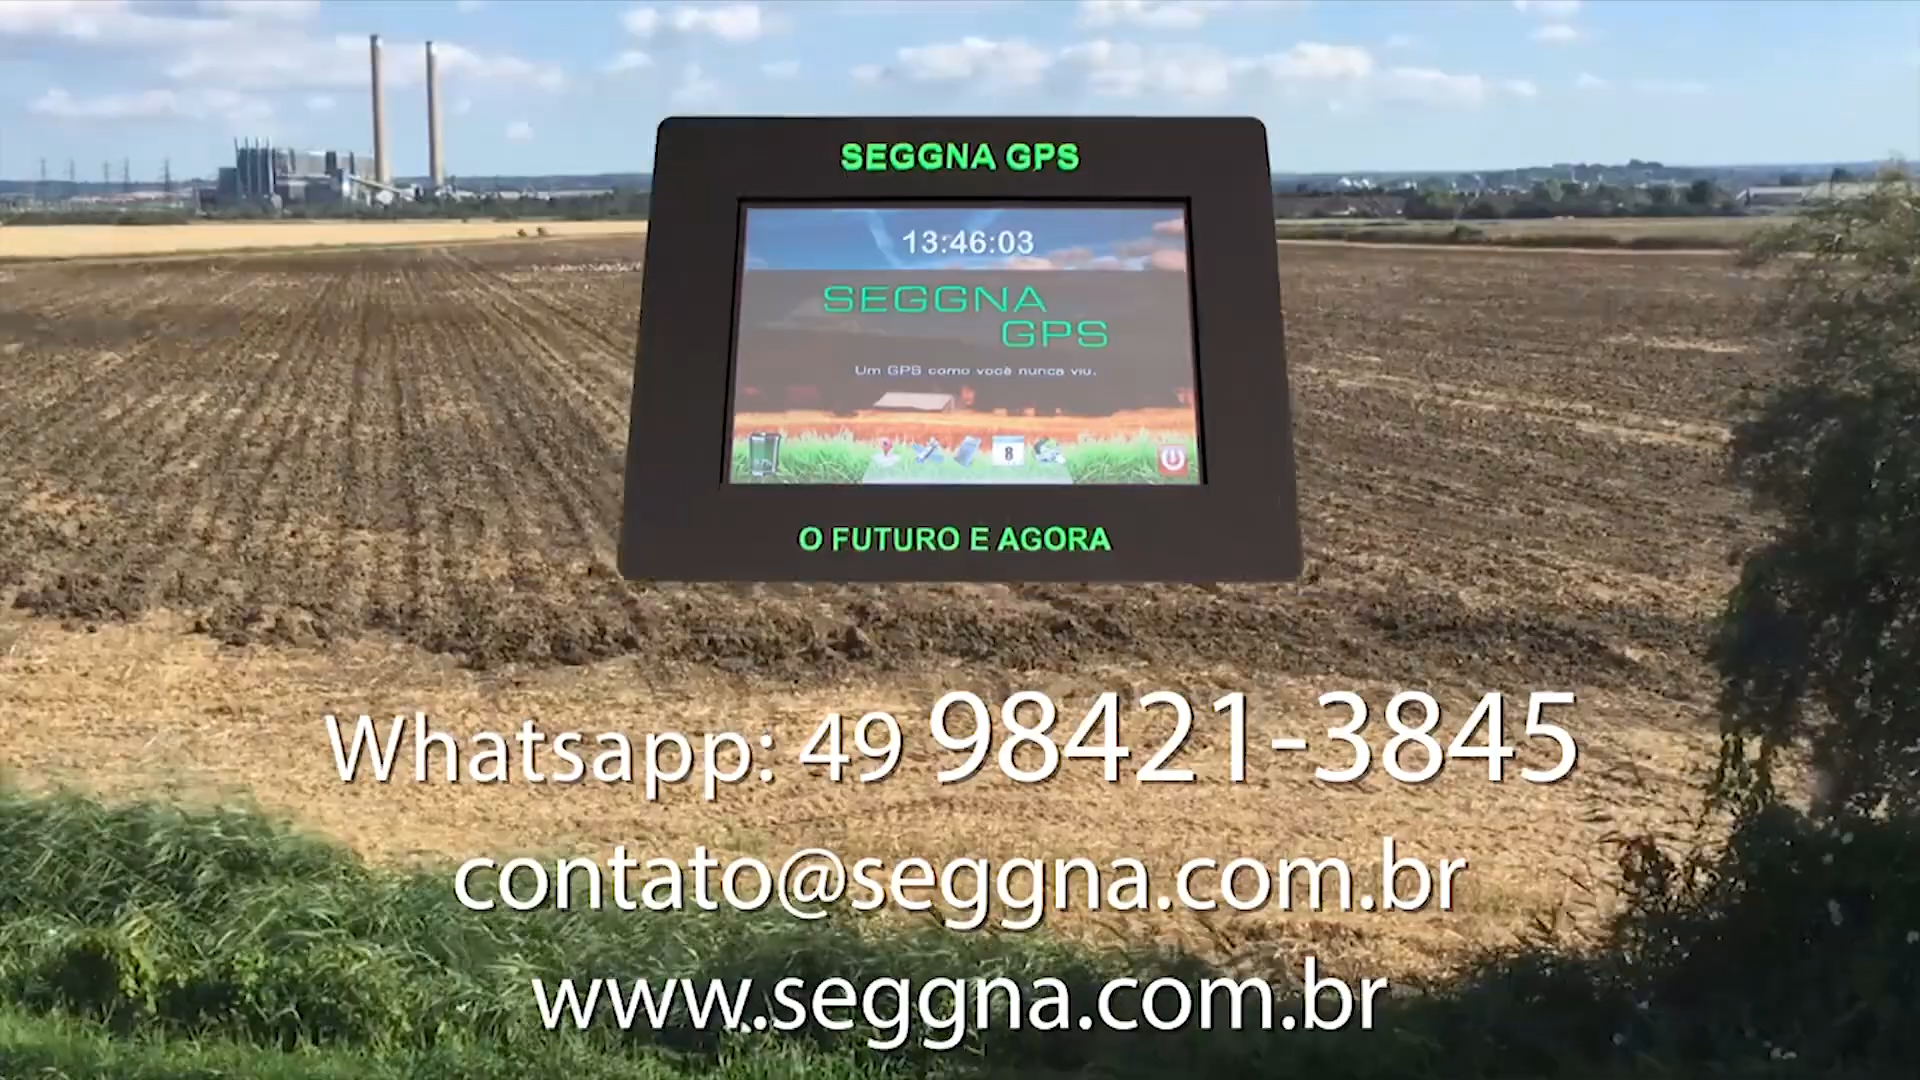 SEGGNA GPS
13:46:03
SEGGNA
GPS
Um GPS como você nunca viu.
8
O FUTURO E AGORA
Whatsapp: 49 98421-3845
contato@seggna.com.br
www.seggna.com.br